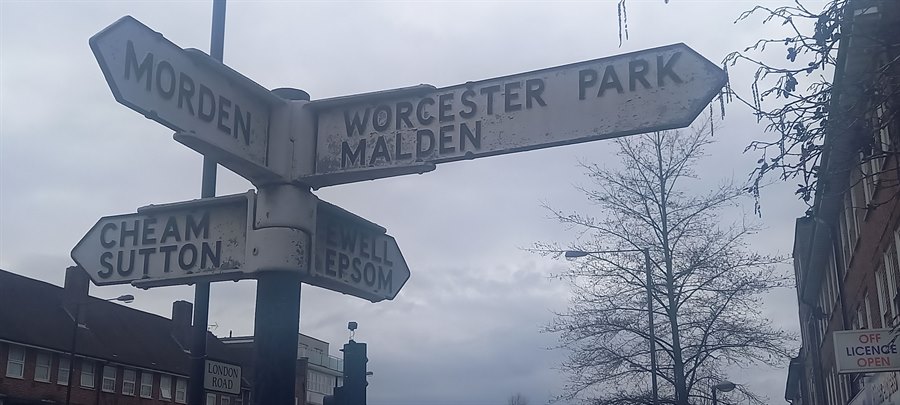 MORDEN
WORCESTER PARK
MALDEN
CHEAM
SUTTON
EWELL
EPSOM
LONDON
ROAD
OFF
LICENCE
OPEN